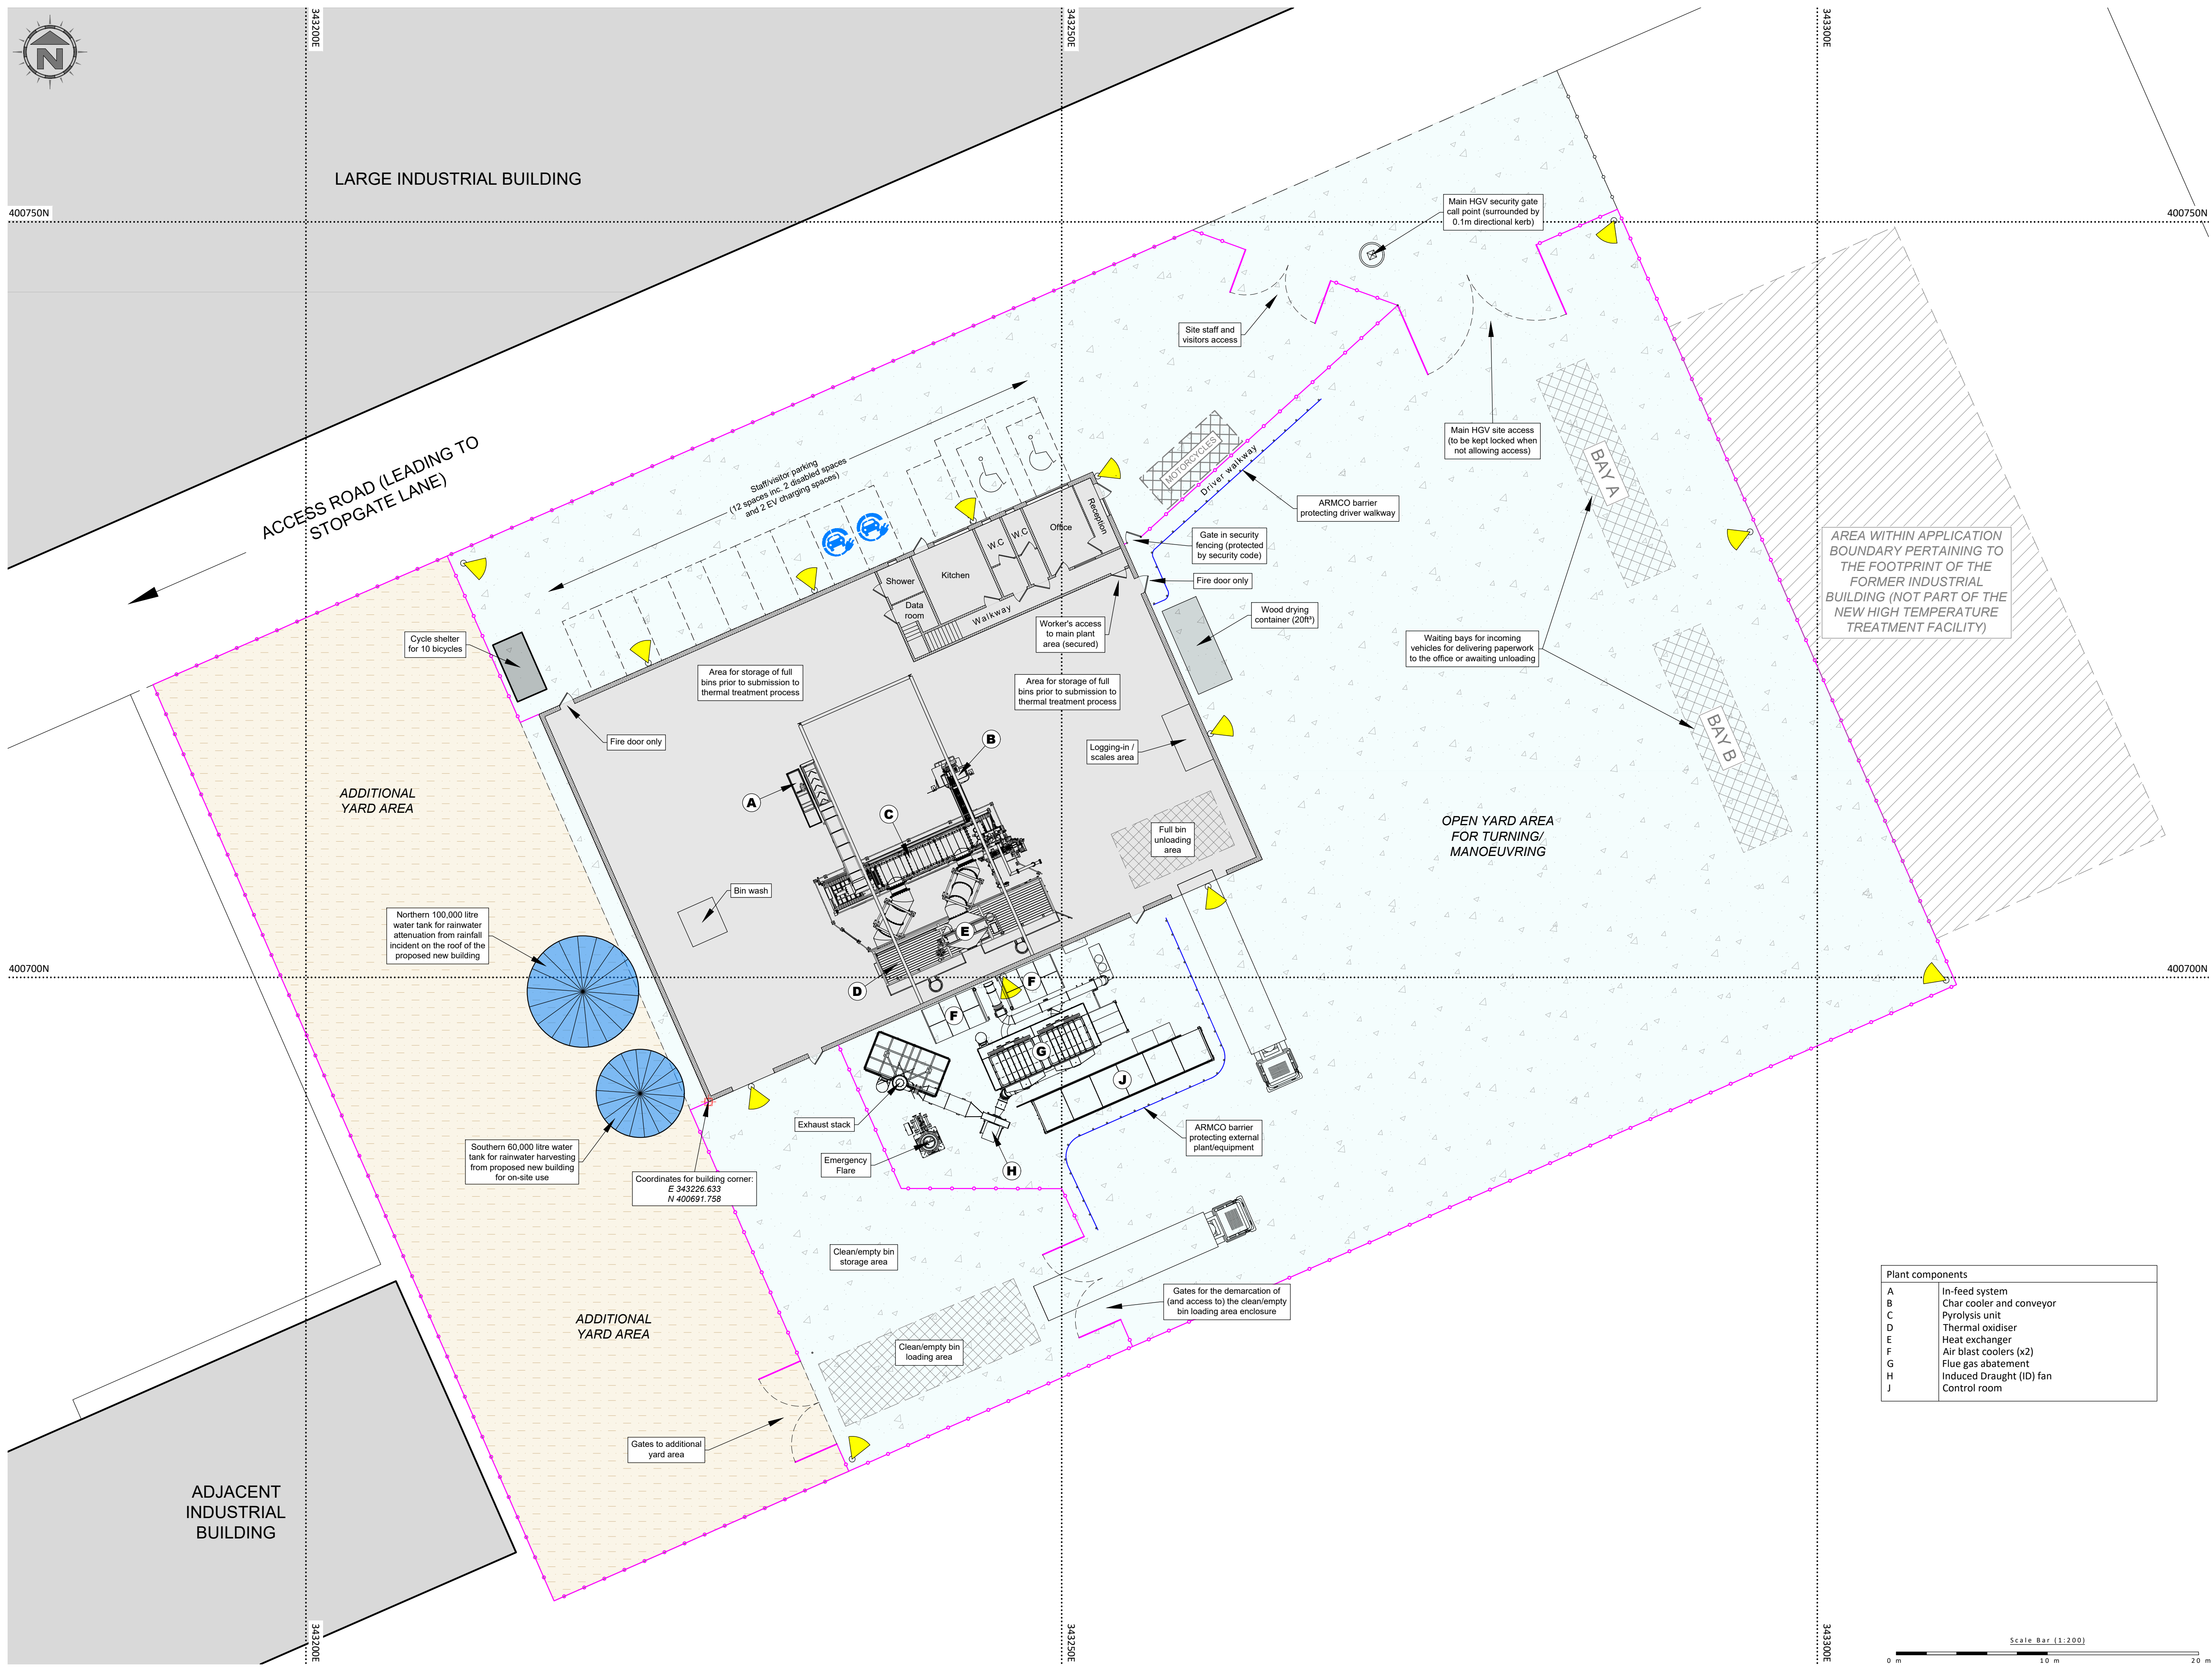 N
343200E
343250E
343300E
LARGE INDUSTRIAL BUILDING
400750N
400750N
Main HGV security gate
call point (surrounded by
0.1m directional kerb)
Site staff and
visitors access
Main HGV site access
(to be kept locked when
not allowing access)
ACCESS ROAD (LEADING TO
STOPGATE LANE)
Staff/visitor parking
(12 spaces inc. 2 disabled spaces
and 2 EV charging spaces)
MOTORCYCLES
Driver walkway
BAY A
ARMCO barrier
protecting driver walkway
AREA WITHIN APPLICATION
BOUNDARY PERTAINING TO
THE FOOTPRINT OF THE
FORMER INDUSTRIAL
BUILDING (NOT PART OF THE
NEW HIGH TEMPERATURE
TREATMENT FACILITY)
Reception
Office
W.C
W.C
Kitchen
Shower
Data
room
Walkway
Gate in security
fencing (protected
by security code)
Fire door only
Wood drying
container (20ft³)
Worker's access
to main plant
area (secured)
Waiting bays for incoming
vehicles for delivering paperwork
to the office or awaiting unloading
Cycle shelter
for 10 bicycles
Area for storage of full
bins prior to submission to
thermal treatment process
Area for storage of full
bins prior to submission to
thermal treatment process
Fire door only
BAY B
Logging-in /
scales area
B
A
C
ADDITIONAL
YARD AREA
OPEN YARD AREA
FOR TURNING/
MANOEUVRING
Full bin
unloading
area
Bin wash
Northern 100,000 litre
water tank for rainwater
attenuation from rainfall
incident on the roof of the
proposed new building
E
400700N
400700N
D
F
F
G
J
Exhaust stack
ARMCO barrier
protecting external
plant/equipment
Southern 60,000 litre water
tank for rainwater harvesting
from proposed new building
for on-site use
Emergency
Flare
H
Coordinates for building corner:
E 343226.633
N 400691.758
Clean/empty bin
storage area
Gates for the demarcation of
(and access to) the clean/empty
bin loading area enclosure
ADDITIONAL
YARD AREA
Clean/empty bin
loading area
Gates to additional
yard area
ADJACENT
INDUSTRIAL
BUILDING
Plant components
A In-feed system
B Char cooler and conveyor
C Pyrolysis unit
D Thermal oxidiser
E Heat exchanger
F Air blast coolers (x2)
G Flue gas abatement
H Induced Draught (ID) fan
J Control room
343200E
343250E
343300E
Scale Bar (1:200)
0 m 10 m 20 m